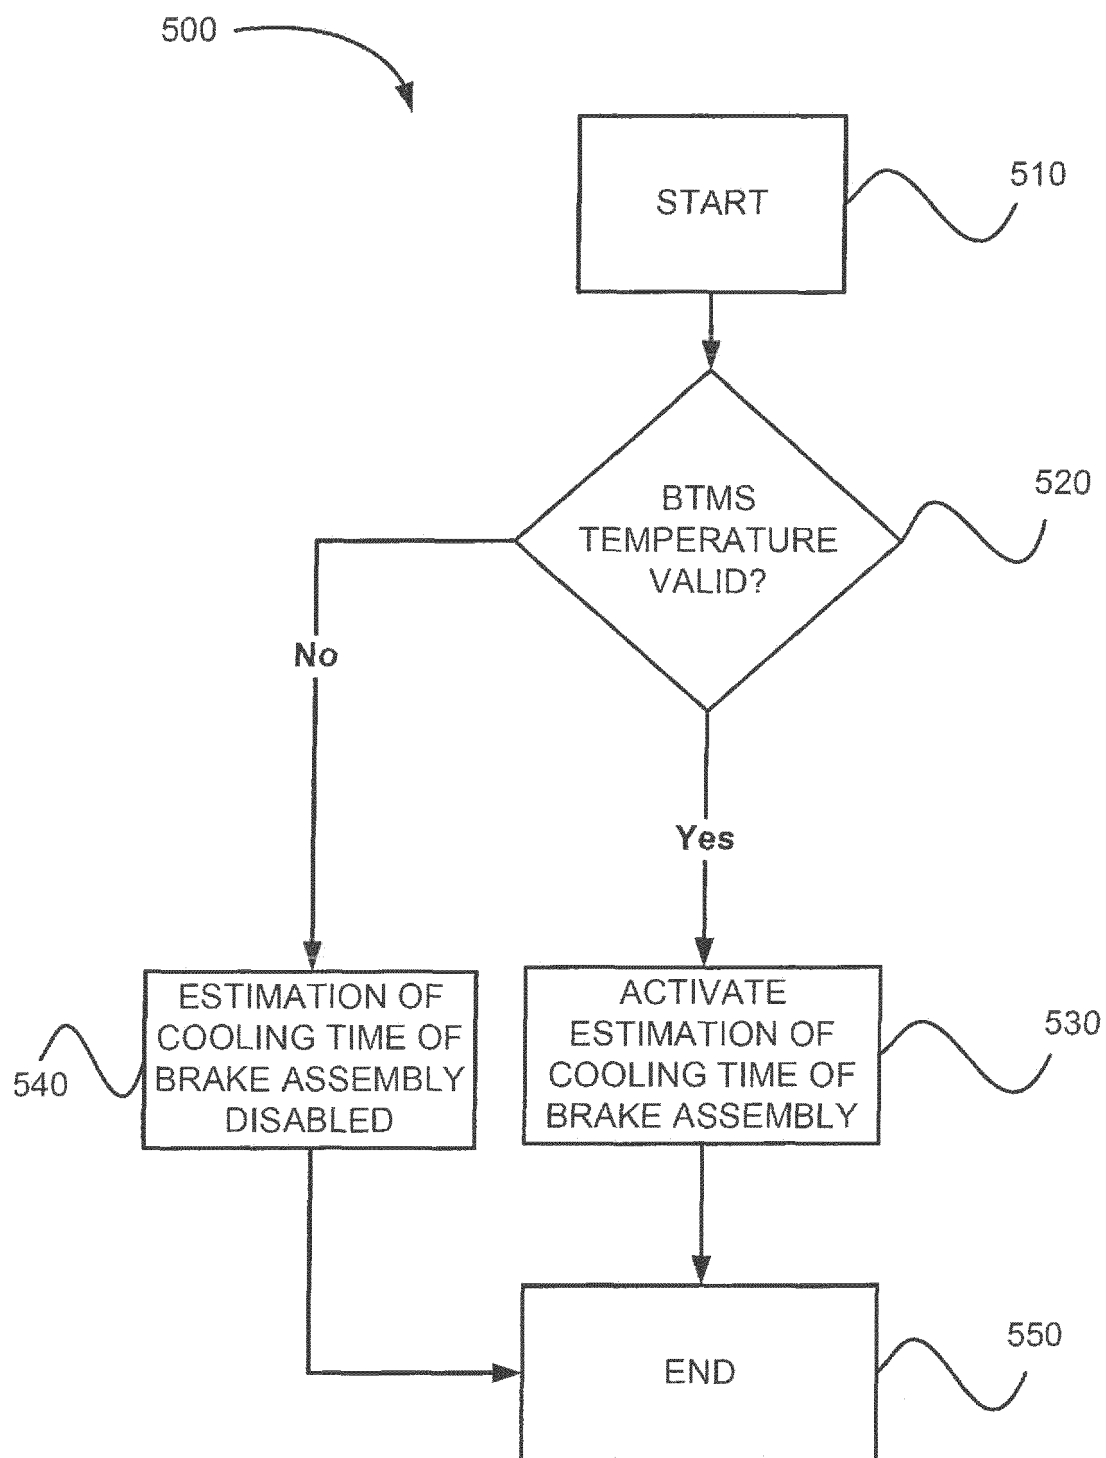 500
START
510
BTMS
TEMPERATURE
VALID?
520
No
Yes
ESTIMATION OF
COOLING TIME OF
BRAKE ASSEMBLY
DISABLED
540
ACTIVATE
ESTIMATION OF
COOLING TIME OF
BRAKE ASSEMBLY
530
END
550